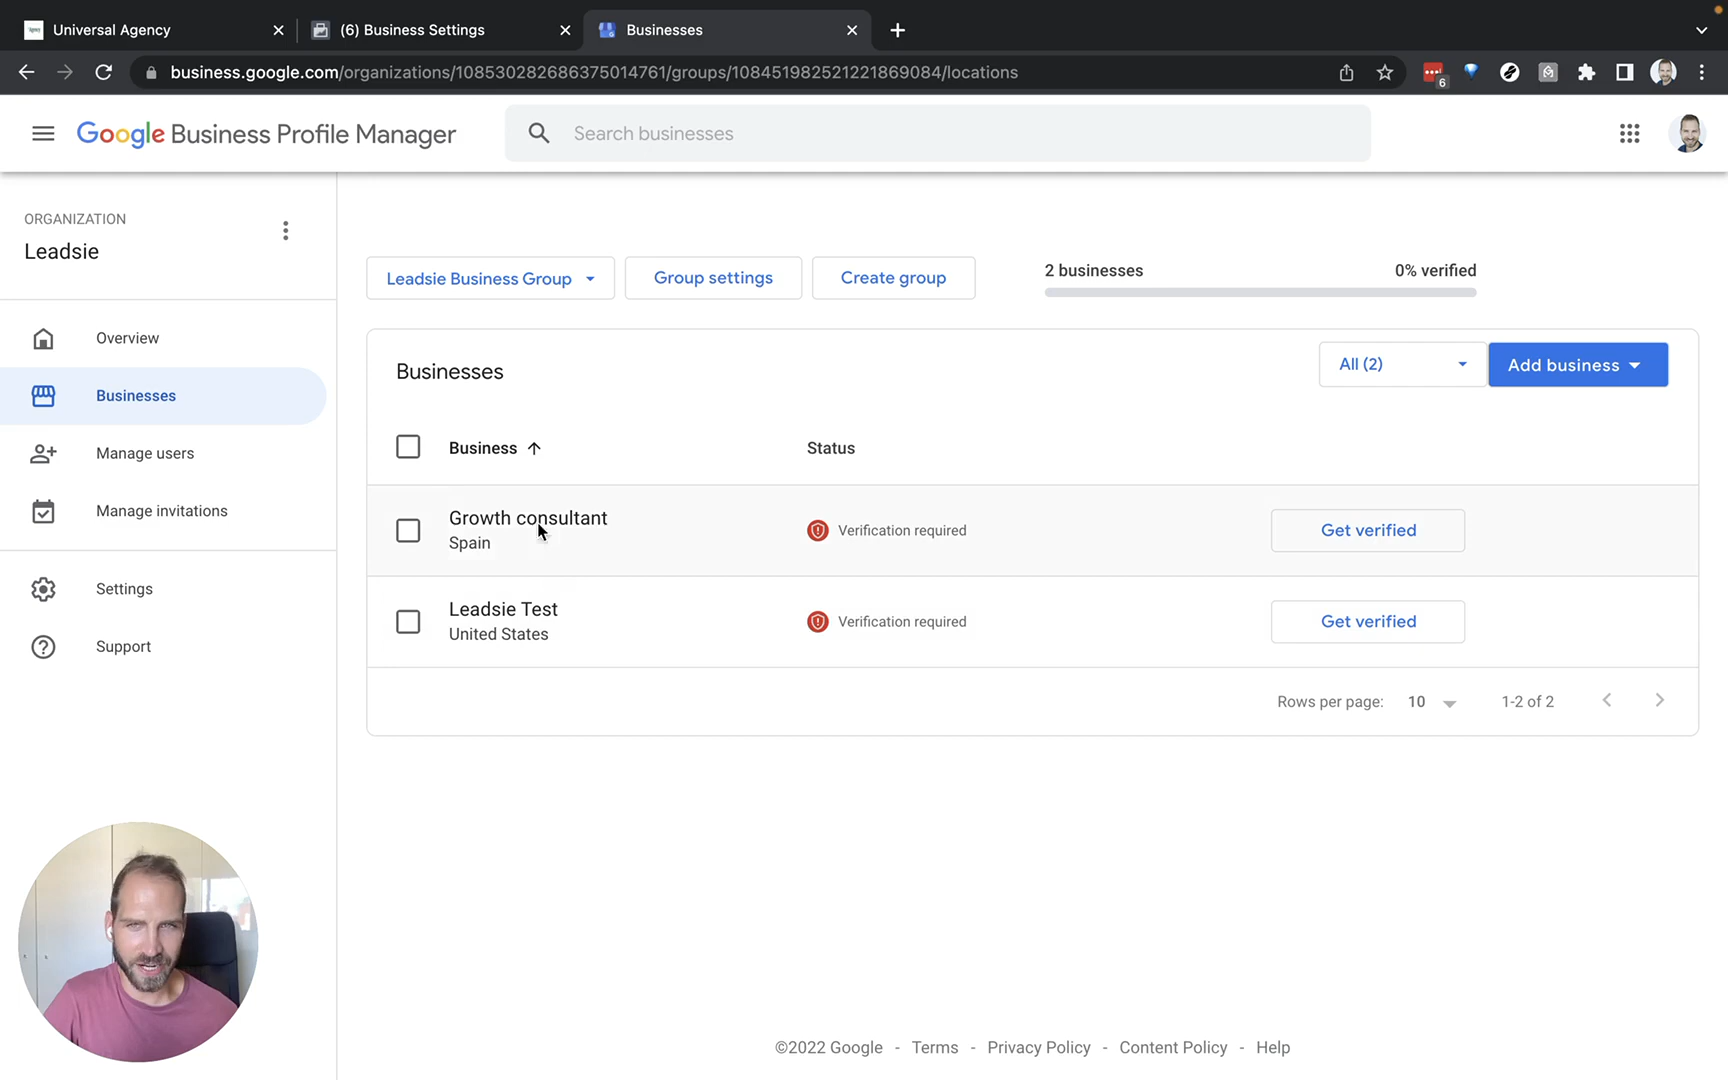 Universal Agency
(6) Business Settings
Businesses
business.google.com/organizations/108530282686375014761/groups/108451982521221869084/locations
6
Google Business Profile Manager
Search businesses
ORGANIZATION
Leadsie
Overview
Businesses
Manage users
Manage invitations
Settings
Support
Leadsie Business Group
Group settings
Create group
2 businesses
0% verified
Businesses
All (2)
Add business
Business
Status
Growth consultant
Spain
Verification required
Get verified
Leadsie Test
United States
Verification required
Get verified
Rows per page: 10
1-2 of 2
©2022 Google - Terms - Privacy Policy - Content Policy - Help